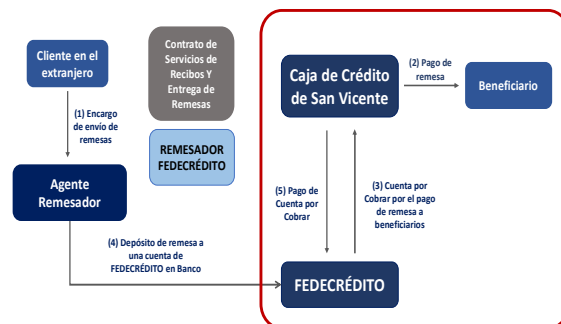 Cliente en el
extranjero
Contrato de
Servicios de
Recibos Y
Entrega de
Remesas
Caja de Crédito
de San Vicente
(2) Pago de
remesa
Beneficiario
(1) Encargo
de envío de
remesas
REMESADOR
FEDECRÉDITO
Agente
Remesador
(5) Pago de
Cuenta por
Cobrar
(3) Cuenta por
Cobrar por el pago
de remesa a
beneficiarios
(4) Depósito de remesa a
una cuenta de
FEDECRÉDITO en Banco
FEDECRÉDITO